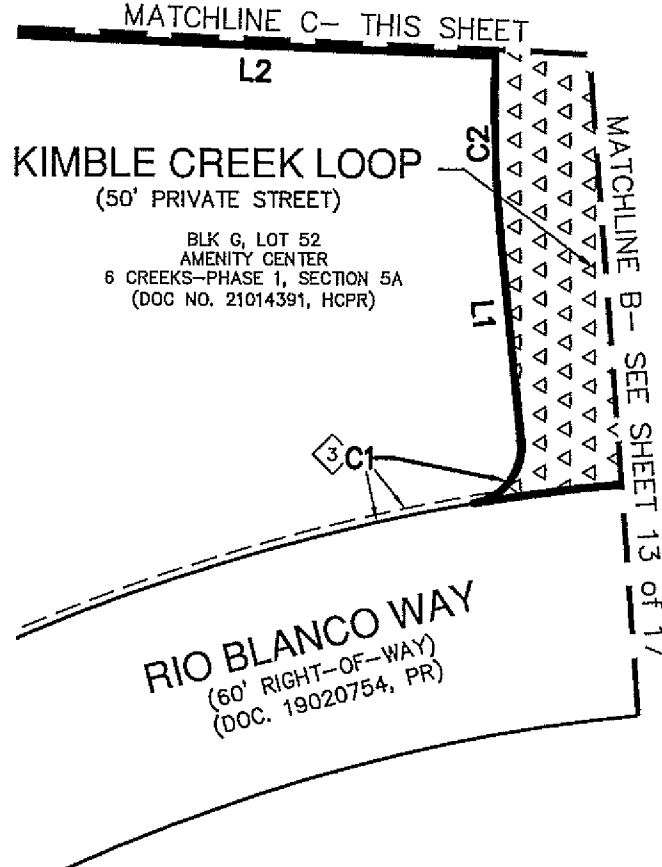 MATCHLINE C- THIS SHEET
L2
C2
KIMBLE CREEK LOOP
(50' PRIVATE STREET)
BLK G, LOT 52
AMENITY CENTER
6 CREEKS-PHASE 1, SECTION 5A
(DOC NO. 21014391, HCPR)
L1
MATCHLINE B- SEE SHEET 13 of 17
3 C1
RIO BLANCO WAY
(60' RIGHT-OF-WAY)
(DOC. 19020754, PR)